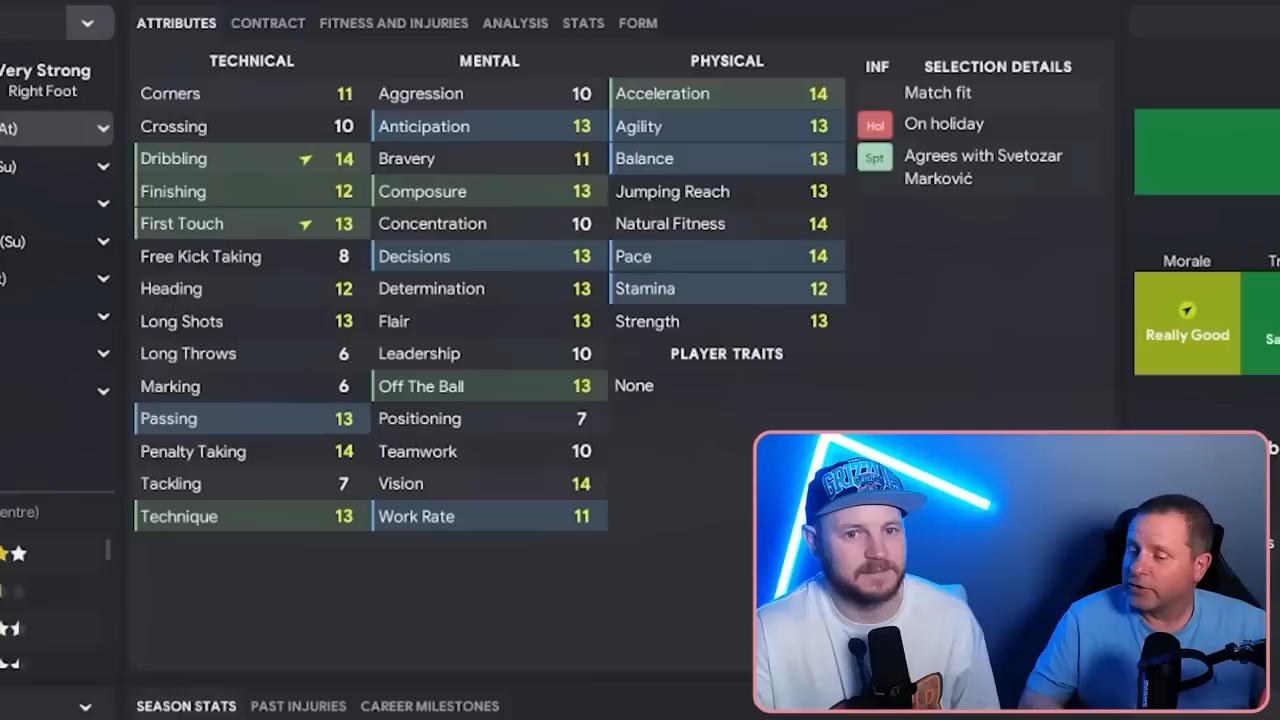 ATTRIBUTES CONTRACT FITNESS AND INJURIES ANALYSIS STATS FORM
Very Strong
Right Foot
At)
Su)
(Su)
entre)
TECHNICAL
Corners 11
Crossing 10
Dribbling 14
Finishing 12
First Touch 13
Free Kick Taking 8
Heading 12
Long Shots 13
Long Throws 6
Marking 6
Passing 13
Penalty Taking 14
Tackling 7
Technique 13
MENTAL
Aggression 10
Anticipation 13
Bravery 11
Composure 13
Concentration 10
Decisions 13
Determination 13
Flair 13
Leadership 10
Off The Ball 13
Positioning 7
Teamwork 10
Vision 14
Work Rate 11
PHYSICAL
Acceleration 14
Agility 13
Balance 13
Jumping Reach 13
Natural Fitness 14
Pace 14
Stamina 12
Strength 13
PLAYER TRAITS
None
INF SELECTION DETAILS
Match fit
Hol On holiday
Spt Agrees with Svetozar
Marković
Morale
Really Good
SEASON STATS PAST INJURIES CAREER MILESTONES